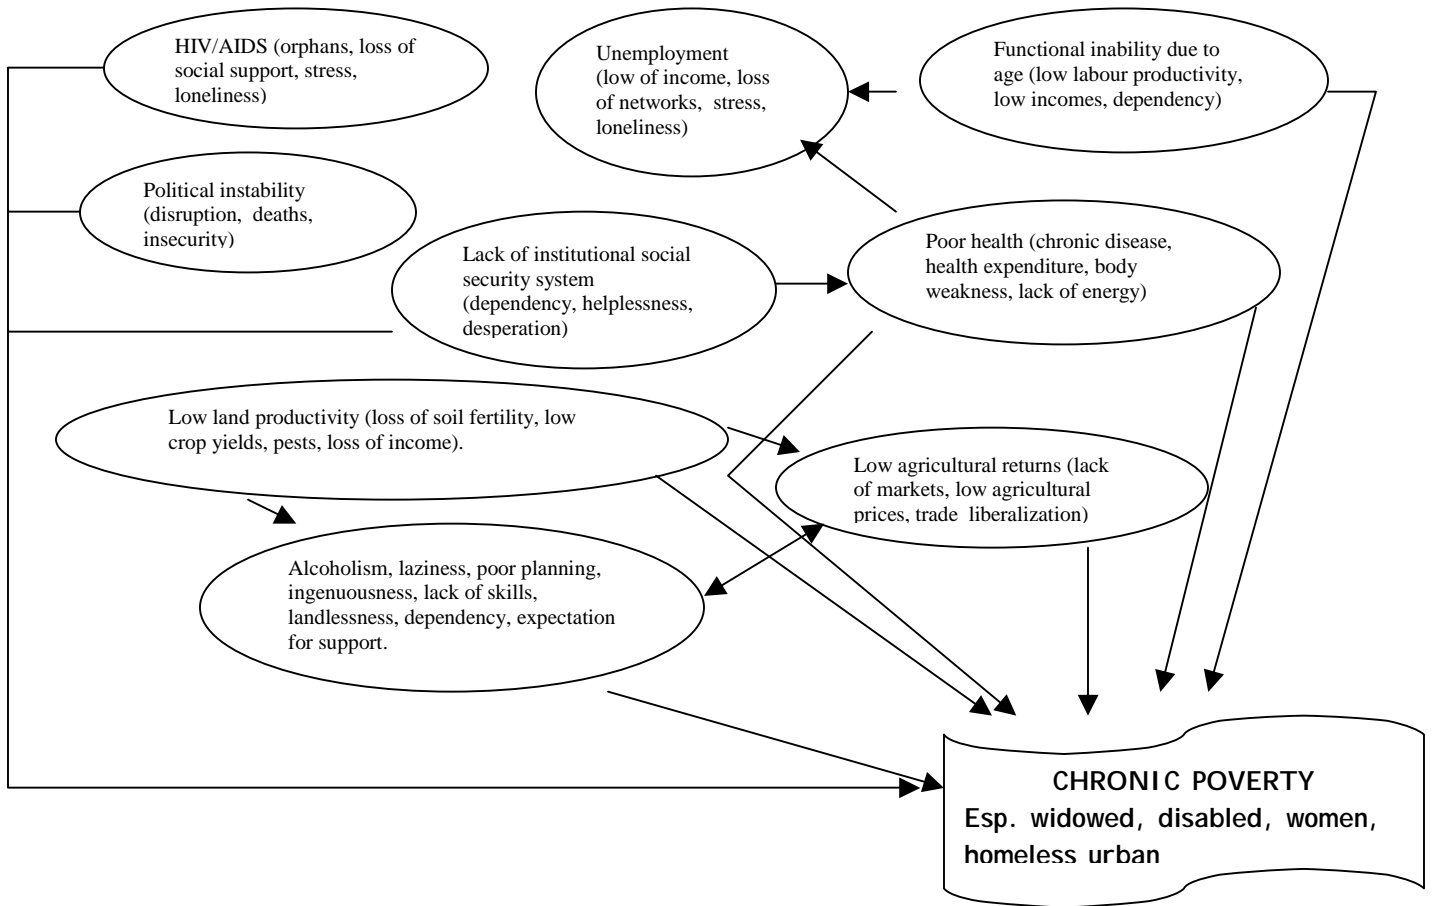 HIV/AIDS (orphans, loss of
social support, stress,
loneliness)
Unemployment
(low of income, loss
of networks, stress,
loneliness)
Functional inability due to
age (low labour productivity,
low incomes, dependency)
Political instability
(disruption, deaths,
insecurity)
Lack of institutional social
security system
(dependency, helplessness,
desperation)
Poor health (chronic disease,
health expenditure, body
weakness, lack of energy)
Low land productivity (loss of soil fertility, low
crop yields, pests, loss of income).
Low agricultural returns (lack
of markets, low agricultural
prices, trade liberalization)
Alcoholism, laziness, poor planning,
ingenuousness, lack of skills,
landlessness, dependency, expectation
for support.
CHRONIC POVERTY
Esp. widowed, disabled, women,
homeless urban